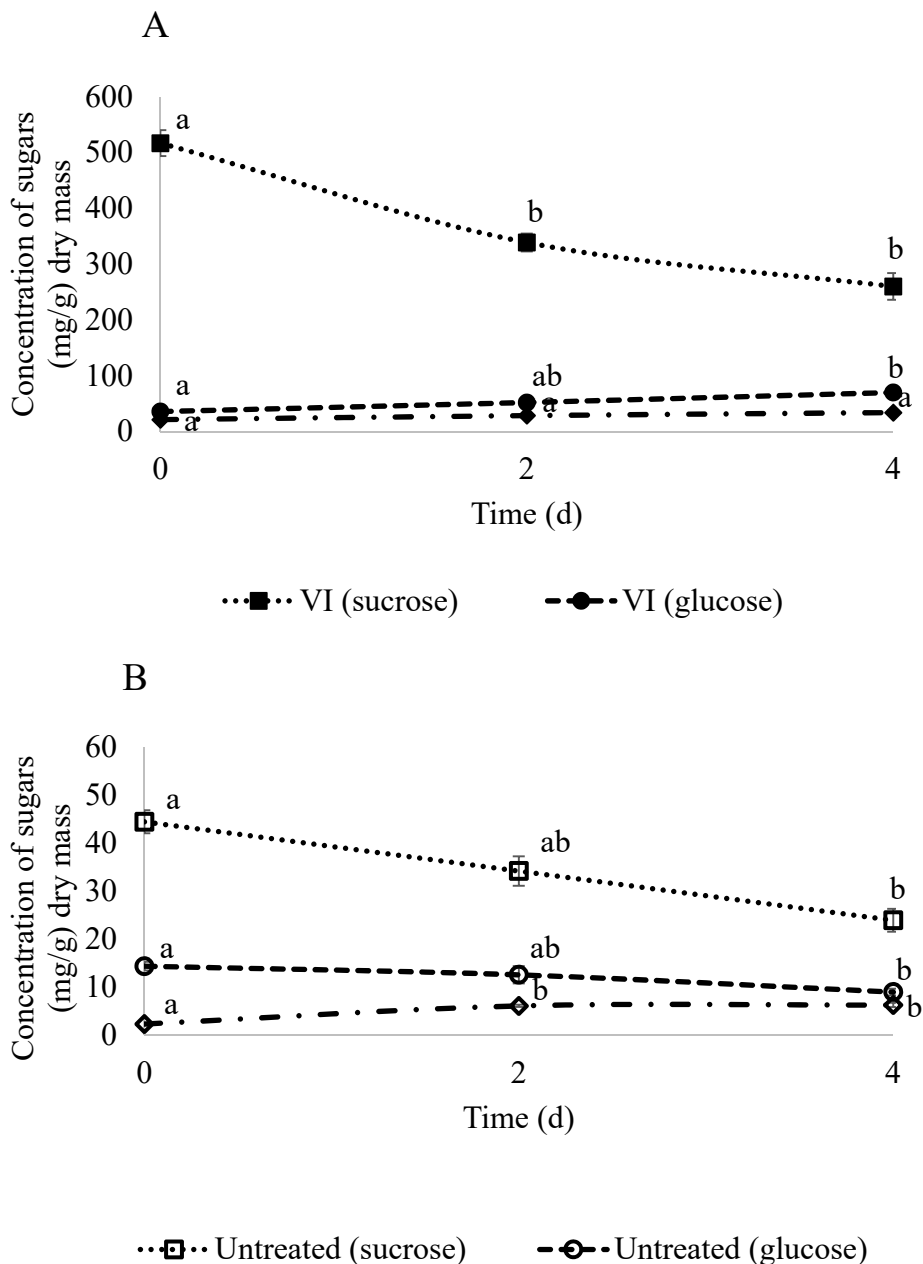 A
Concentration of sugars
(mg/g) dry mass
600
500
400
300
200
100
0
a
b
b
a
ab
b
a
a
a
0 2 4
Time (d)
VI (sucrose) VI (glucose)
B
Concentration of sugars
(mg/g) dry mass
60
50
40
30
20
10
0
a
ab
b
a
ab
b
a
b
b
0 2 4
Time (d)
Untreated (sucrose) Untreated (glucose)